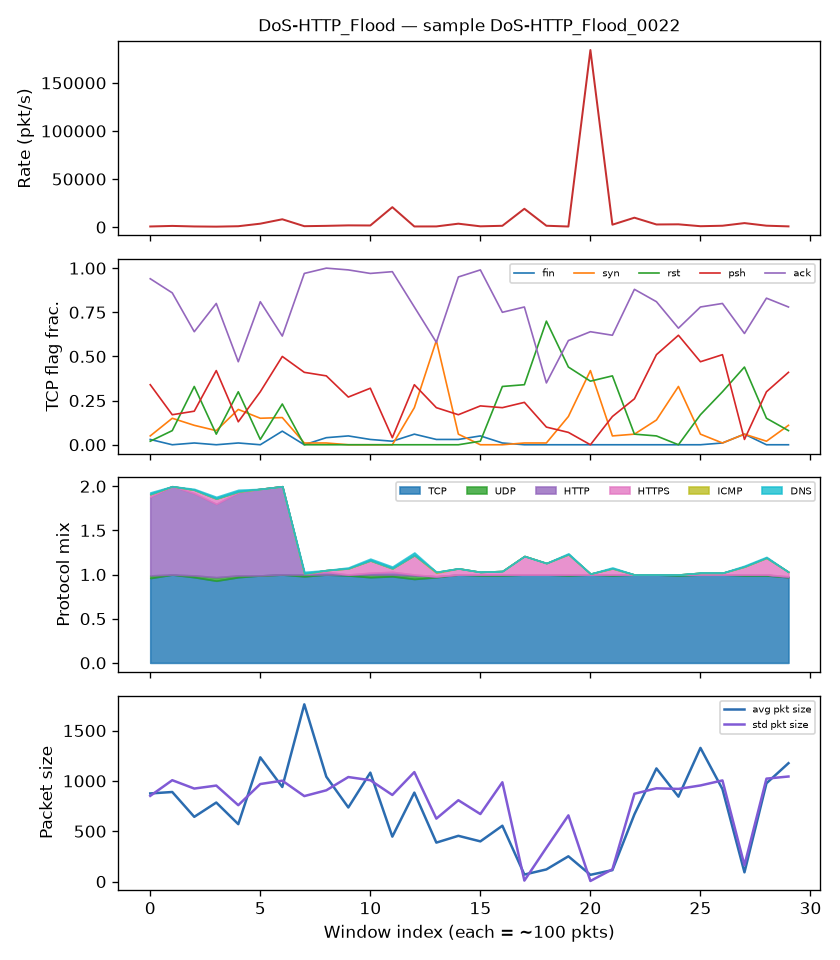 DoS-HTTP_Flood — sample DoS-HTTP_Flood_0022
Rate (pkt/s)
150000
100000
50000
0
TCP flag frac.
1.00
0.75
0.50
0.25
0.00
fin syn rst psh ack
Protocol mix
2.0
1.5
1.0
0.5
0.0
TCP UDP HTTP HTTPS ICMP DNS
Packet size
1500
1000
500
0
avg pkt size
std pkt size
0 5 10 15 20 25 30
Window index (each = ~100 pkts)